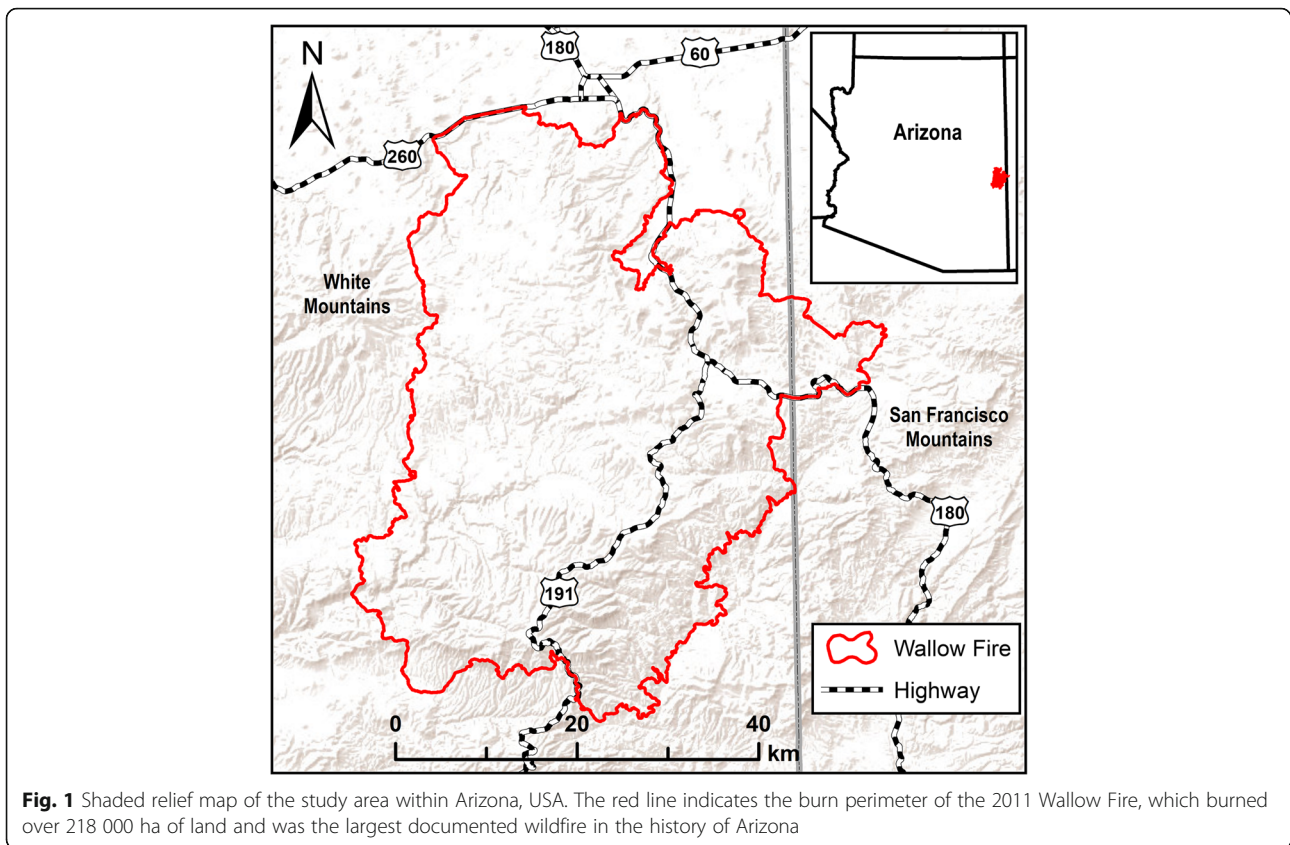 N
180
60
260
Arizona
White
Mountains
San Francisco
Mountains
180
191
Wallow Fire
Highway
0
20
40
km
Fig. 1 Shaded relief map of the study area within Arizona, USA. The red line indicates the burn perimeter of the 2011 Wallow Fire, which burned
over 218 000 ha of land and was the largest documented wildfire in the history of Arizona